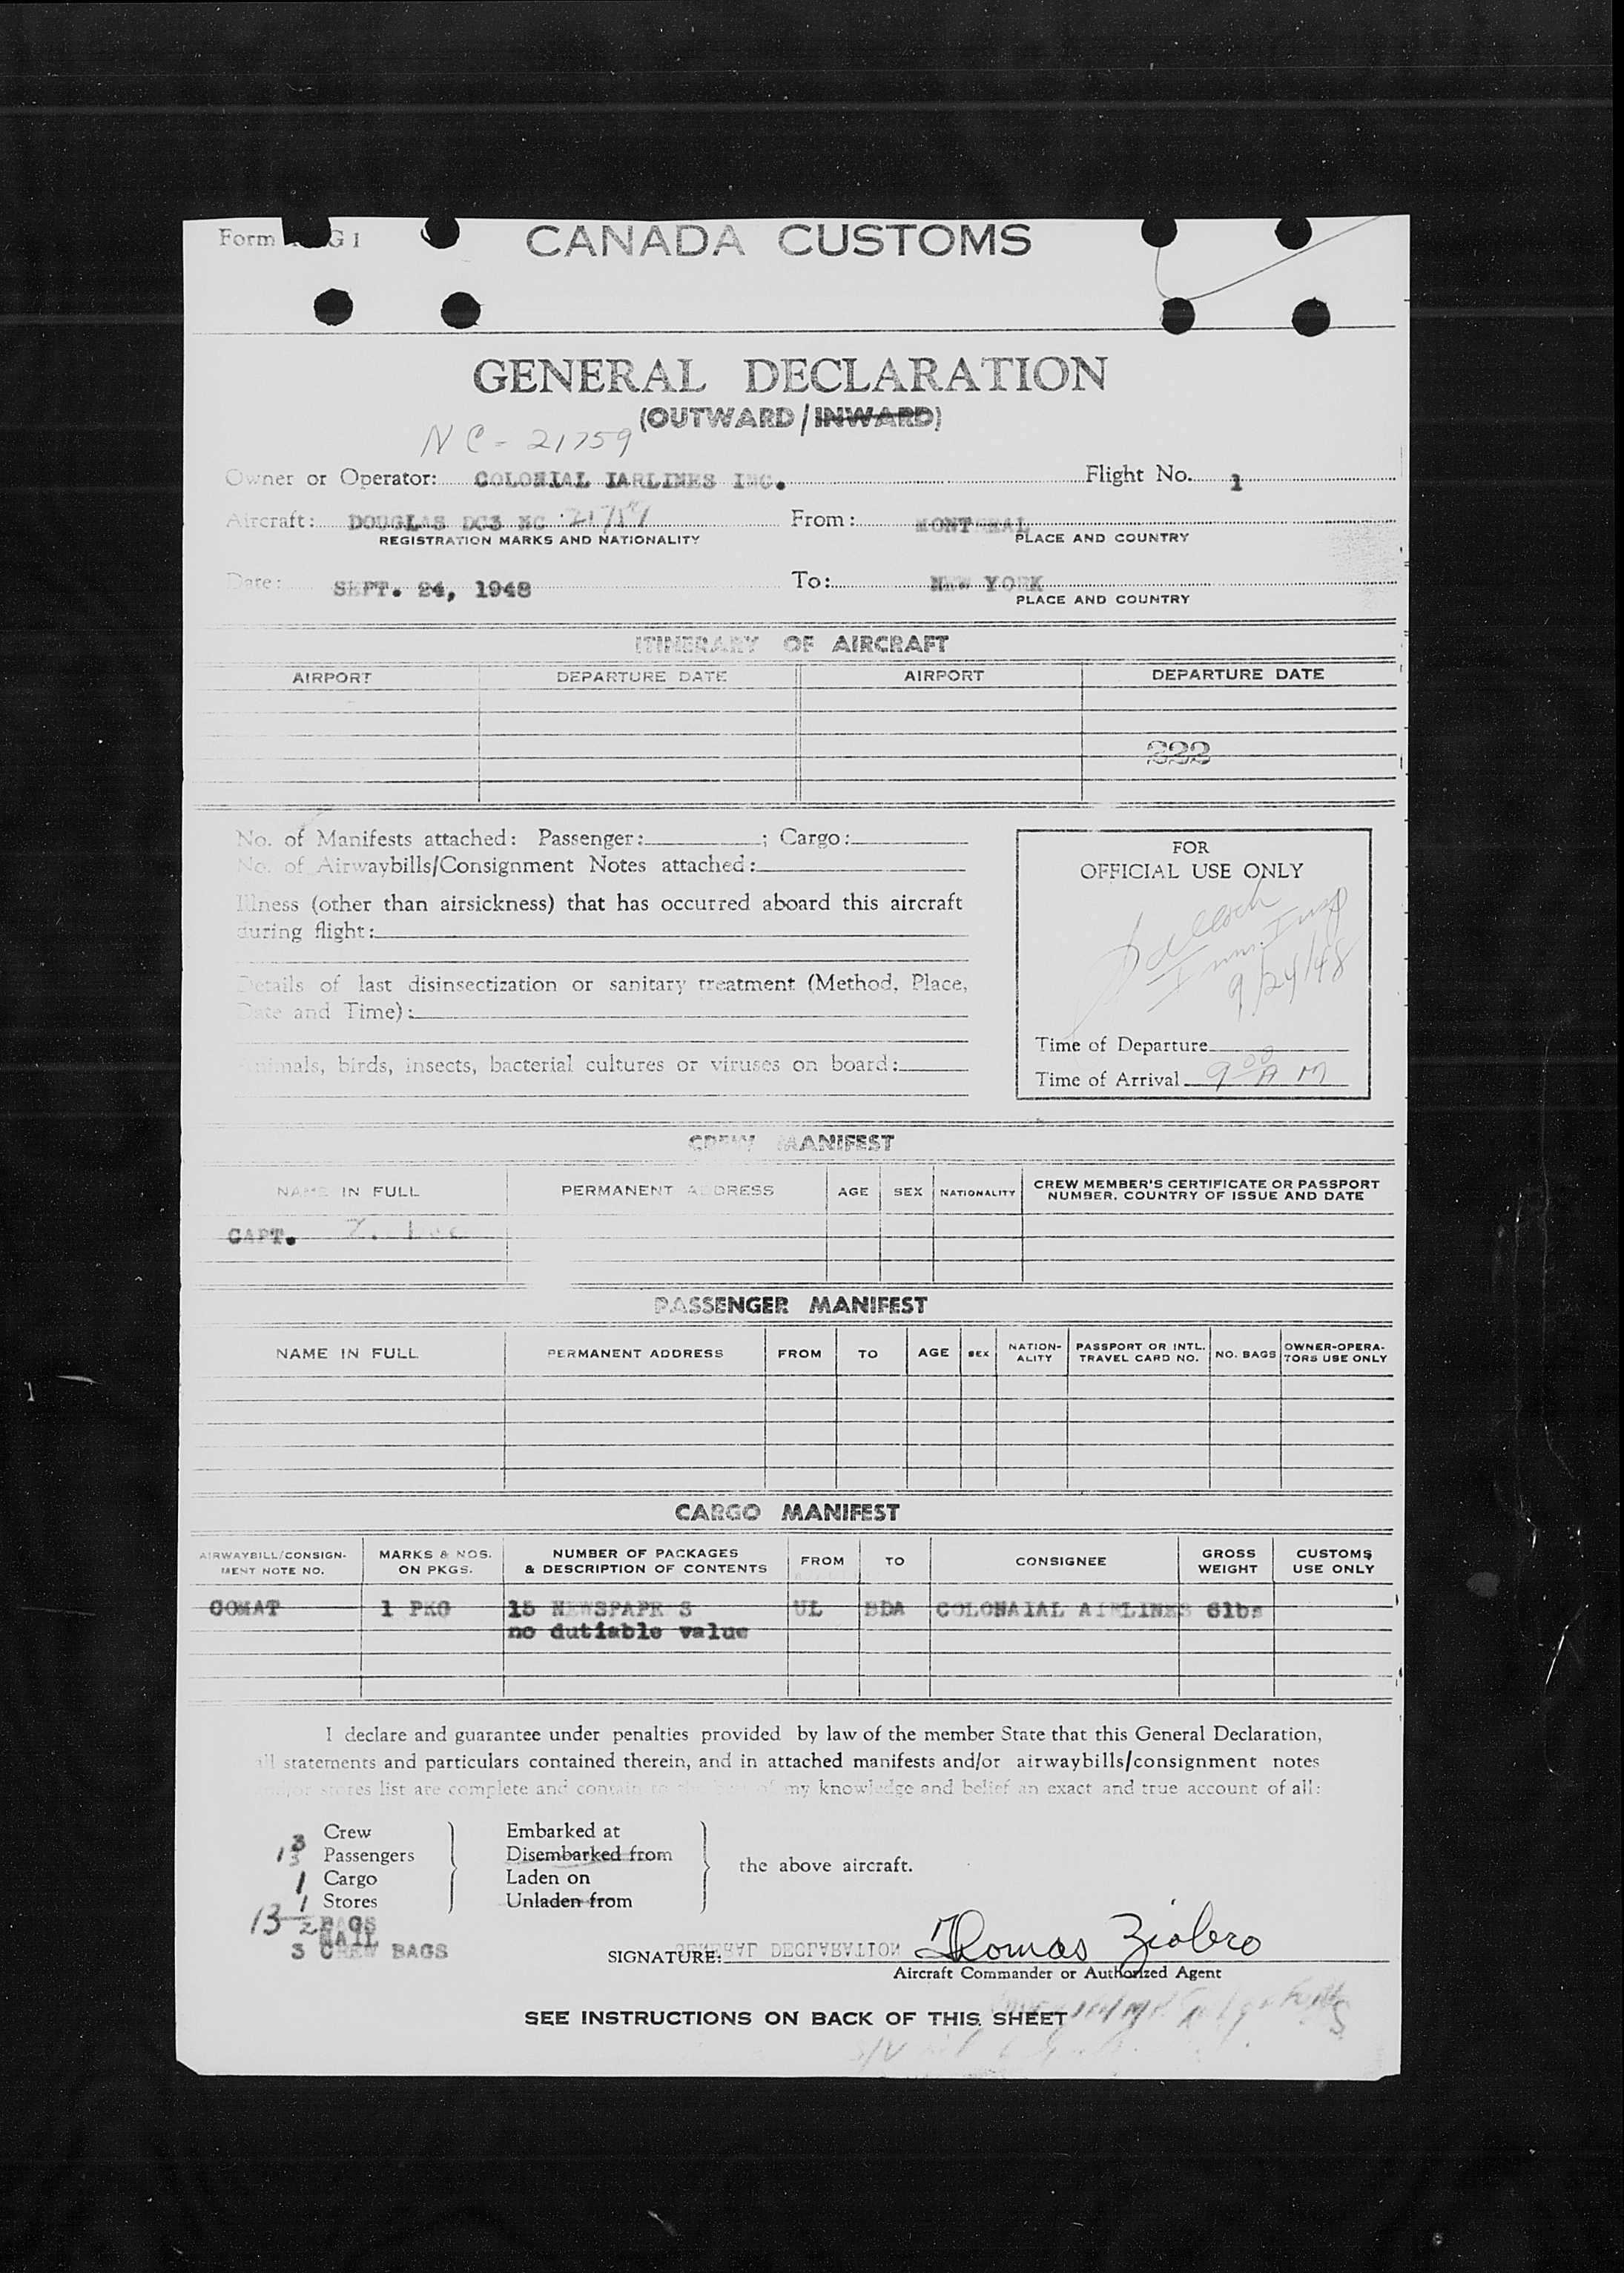 Form G 1
CANADA CUSTOMS
GENERAL DECLARATION
(OUTWARD/INWARD)
NC-21759
Owner or Operator: COLONIAL IARLINES INC. Flight No. 1
Aircraft: DOUGLAS DC3 NC From: MONTREAL
REGISTRATION MARKS AND NATIONALITY PLACE AND COUNTRY
Date: SEPT. 24, 1948 To: NEW YORK
PLACE AND COUNTRY
ITINERARY OF AIRCRAFT
AIRPORT DEPARTURE DATE AIRPORT DEPARTURE DATE
No. of Manifests attached: Passenger: ; Cargo:
No. of Airwaybills/Consignment Notes attached:
Illness (other than airsickness) that has occurred aboard this aircraft
during flight:
Details of last disinsectization or sanitary treatment (Method, Place,
Date and Time):
Animals, birds, insects, bacterial cultures or viruses on board:
FOR
OFFICIAL USE ONLY
Imm. Insp
9/24/48
Time of Departure
Time of Arrival 9 00 A M
CREW MANIFEST
NAME IN FULL PERMANENT ADDRESS AGE SEX NATIONALITY CREW MEMBER'S CERTIFICATE OR PASSPORT
NUMBER, COUNTRY OF ISSUE AND DATE
CAPT.
PASSENGER MANIFEST
NAME IN FULL PERMANENT ADDRESS FROM TO AGE SEX NATION- PASSPORT OR INTL. NO. BAGS OWNER-OPERA-
ALITY TRAVEL CARD NO. TORS USE ONLY
CARGO MANIFEST
AIRWAYBILL/CONSIGN- MARKS & NOS. NUMBER OF PACKAGES FROM TO CONSIGNEE GROSS CUSTOMS
MENT NOTE NO. ON PKGS. & DESCRIPTION OF CONTENTS WEIGHT USE ONLY
COMAT 1 PKG 15 NEWSPAPERS UL BDA COLONAIAL AIRLINES 6lbs
no dutiable value
I declare and guarantee under penalties provided by law of the member State that this General Declaration,
all statements and particulars contained therein, and in attached manifests and/or airwaybills/consignment notes
and/or stores list are complete and contain to the best of my knowledge and belief an exact and true account of all:
3 Crew Embarked at
13 Passengers Disembarked from
the above aircraft.
1 Cargo Laden on
1 Stores Unladen from
13 BAGS
2 MAIL
3 CREW BAGS
SIGNATURE: Thomas Ziobro
GENERAL DECLARATION
Aircraft Commander or Authorized Agent
SEE INSTRUCTIONS ON BACK OF THIS SHEET